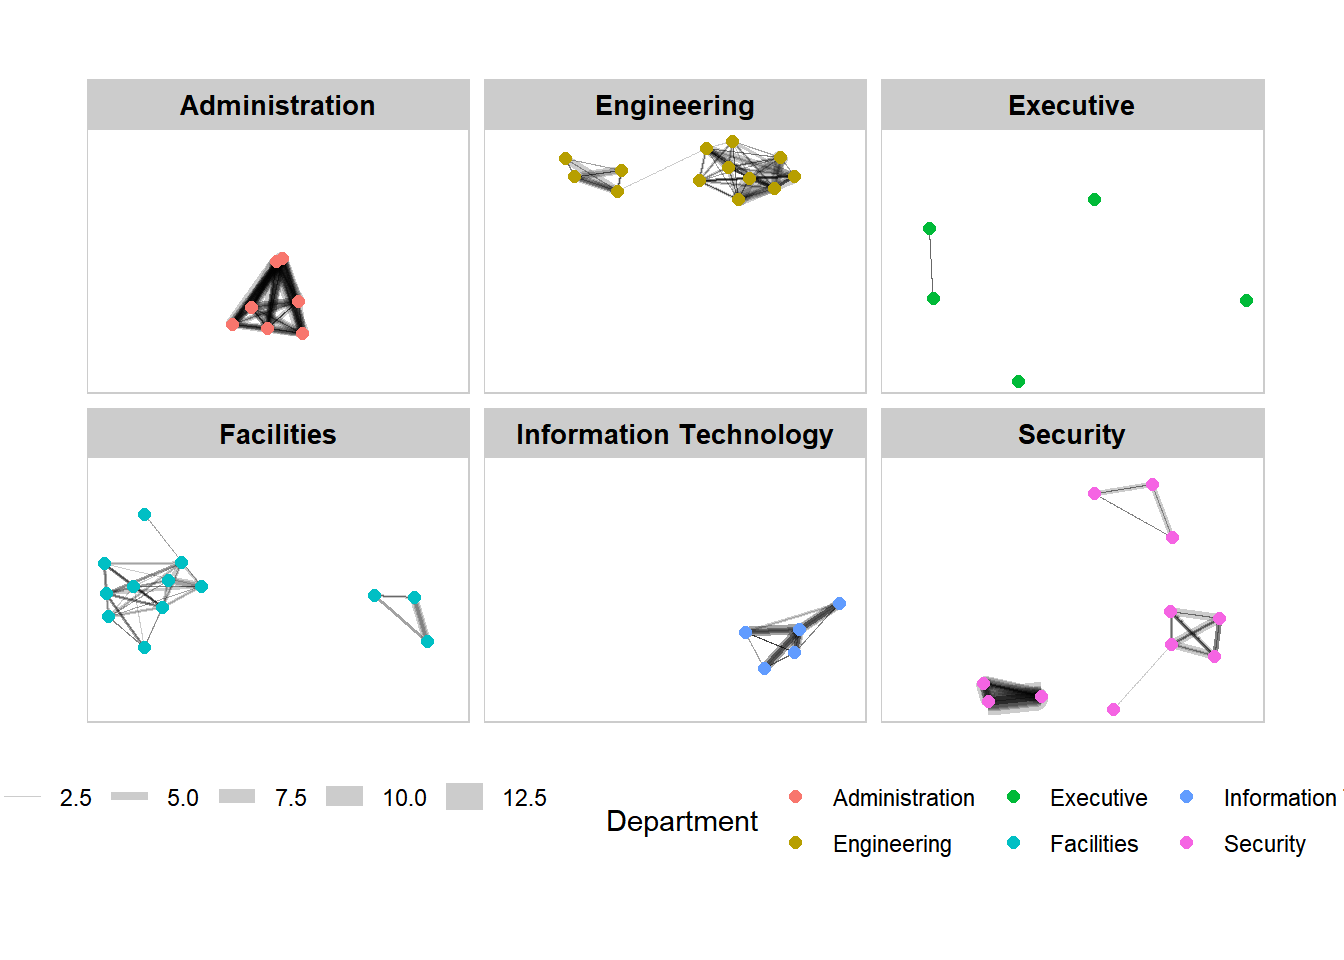 Administration
Engineering
Executive
Facilities
Information Technology
Security
2.5 5.0 7.5 10.0 12.5
Department
Administration Executive Information
Engineering Facilities Security